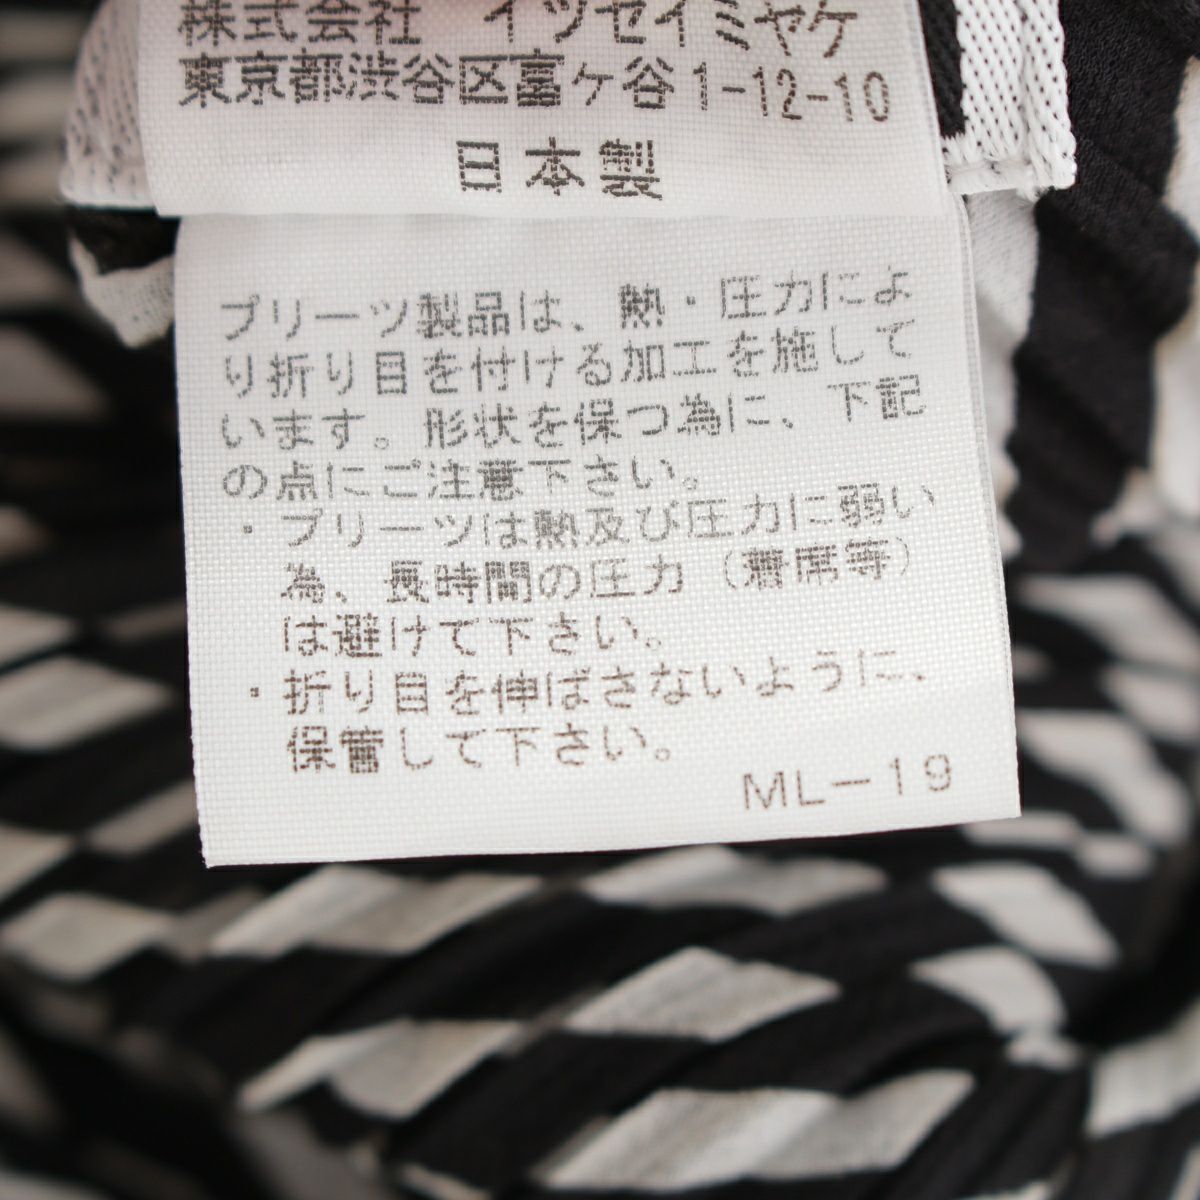 株式会社 イッセイミヤケ
東京都渋谷区富ヶ谷1-12-10
日本製
プリーツ製品は、熱・圧力によ
り折り目を付ける加工を施して
います。形状を保つ為に、下記
の点にご注意下さい。
・プリーツは熱及び圧力に弱い
為、長時間の圧力（着席等）
は避けて下さい。
・折り目を伸ばさないように、
保管して下さい。
ML-19